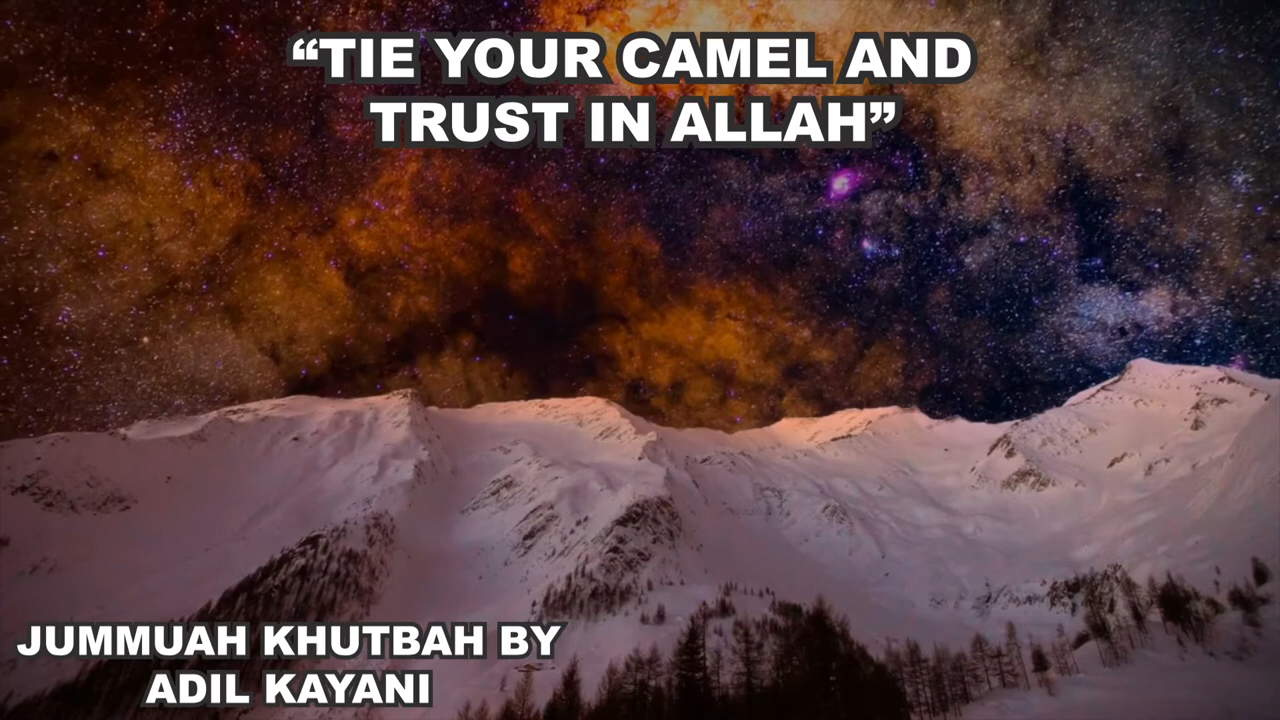 “TIE YOUR CAMEL AND
TRUST IN ALLAH”
JUMMUAH KHUTBAH BY
ADIL KAYANI